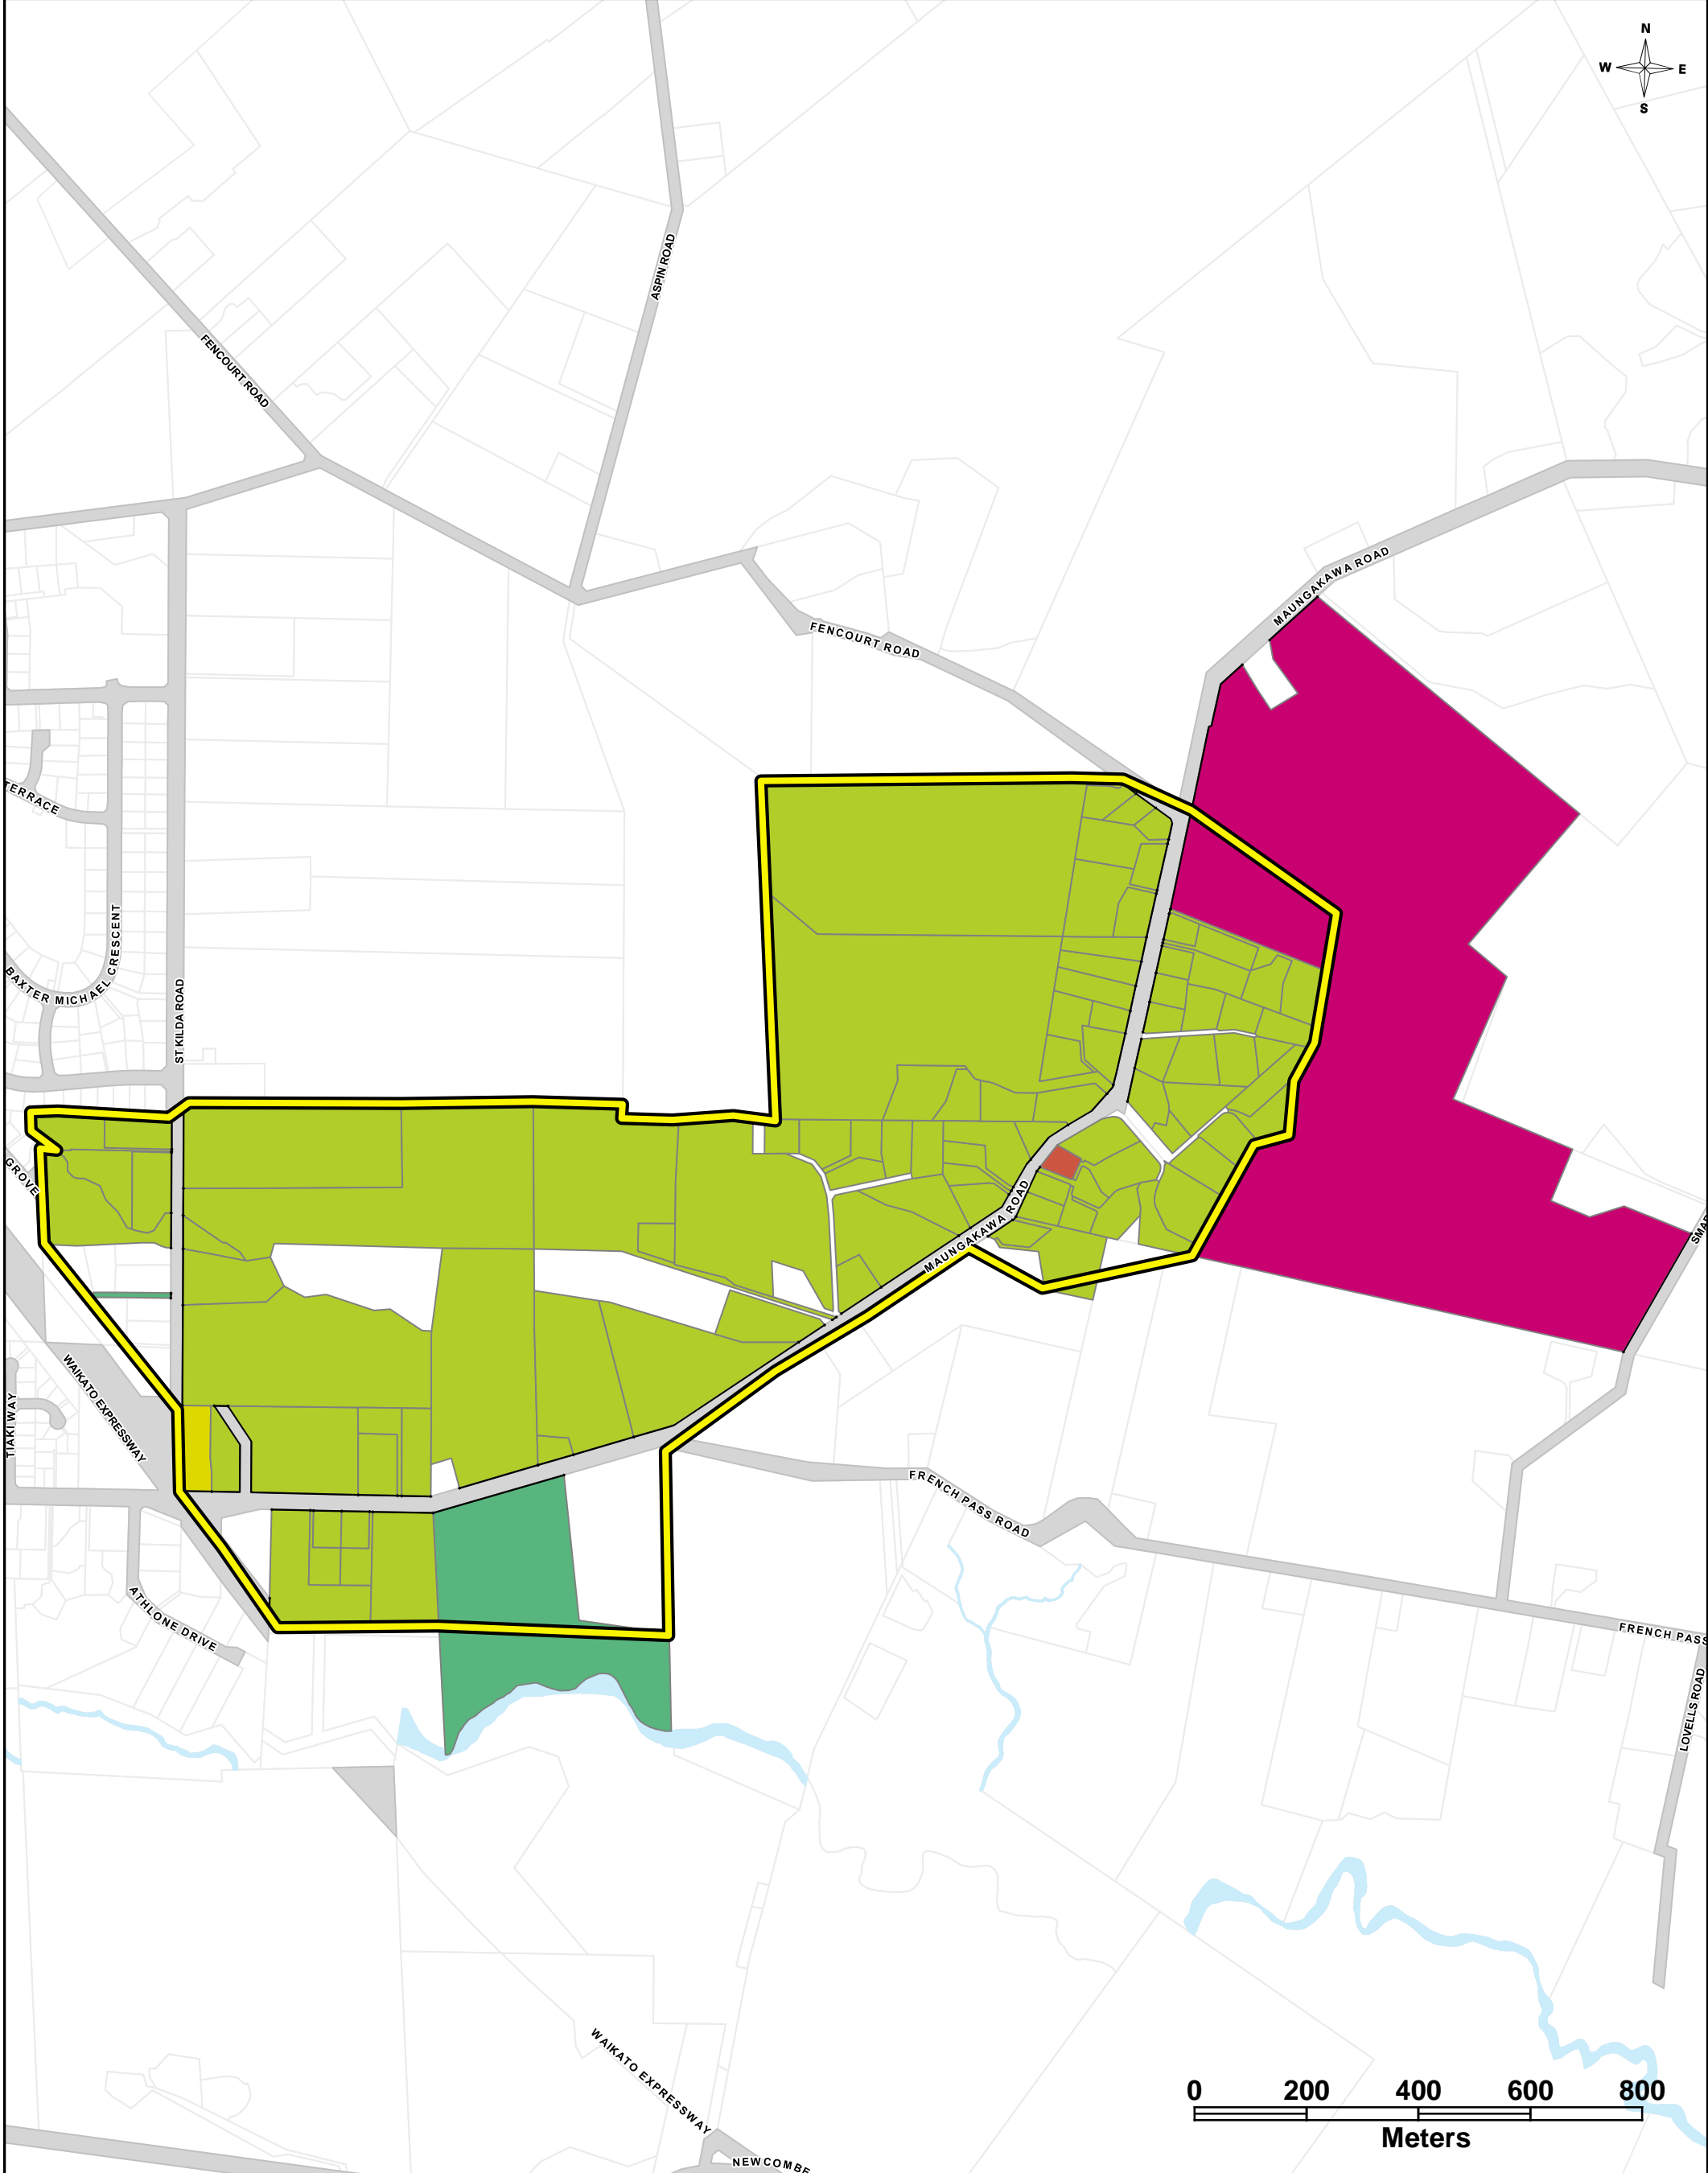 N
W E
S
ASPIN ROAD
FENCOURT ROAD
MAUNGAKAWA ROAD
FENCOURT ROAD
TERRACE
BAXTER MICHAEL CRESCENT
ST KILDA ROAD
GROVE
MAUNGAKAWA ROAD
SMA
WAIKATO EXPRESSWAY
TIAKI WAY
FRENCH PASS ROAD
ATHLONE DRIVE
FRENCH PASS
LOVELLS ROAD
WAIKATO EXPRESSWAY
NEWCOMBE
0 200 400 600 800
Meters